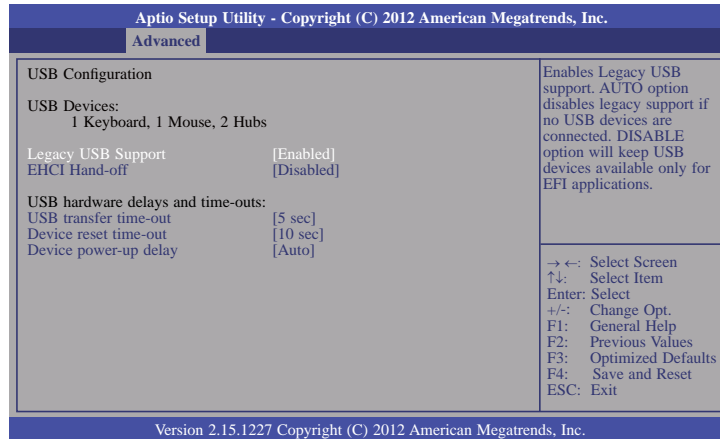 Aptio Setup Utility - Copyright (C) 2012 American Megatrends, Inc.
Advanced
USB Configuration
USB Devices:
1 Keyboard, 1 Mouse, 2 Hubs
Legacy USB Support [Enabled]
EHCI Hand-off [Disabled]
USB hardware delays and time-outs:
USB transfer time-out [5 sec]
Device reset time-out [10 sec]
Device power-up delay [Auto]
Enables Legacy USB
support. AUTO option
disables legacy support if
no USB devices are
connected. DISABLE
option will keep USB
devices available only for
EFI applications.
→ ←: Select Screen
↑↓: Select Item
Enter: Select
+/-: Change Opt.
F1: General Help
F2: Previous Values
F3: Optimized Defaults
F4: Save and Reset
ESC: Exit
Version 2.15.1227 Copyright (C) 2012 American Megatrends, Inc.